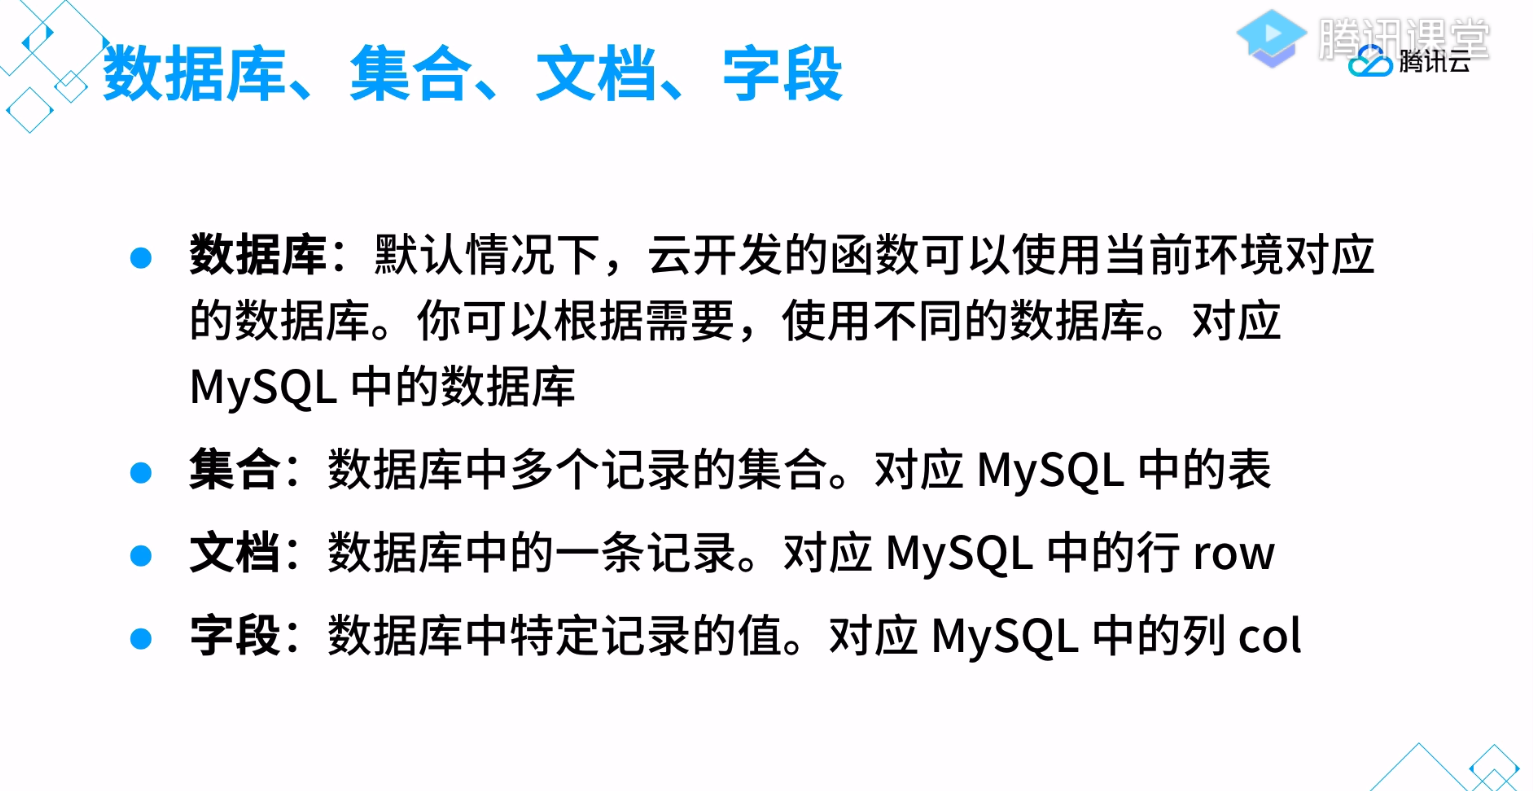 数据库、集合、文档、字段
腾讯课堂
腾讯云
数据库：默认情况下，云开发的函数可以使用当前环境对应
的数据库。你可以根据需要，使用不同的数据库。对应
MySQL 中的数据库
集合：数据库中多个记录的集合。对应 MySQL 中的表
文档：数据库中的一条记录。对应 MySQL 中的行 row
字段：数据库中特定记录的值。对应 MySQL 中的列 col